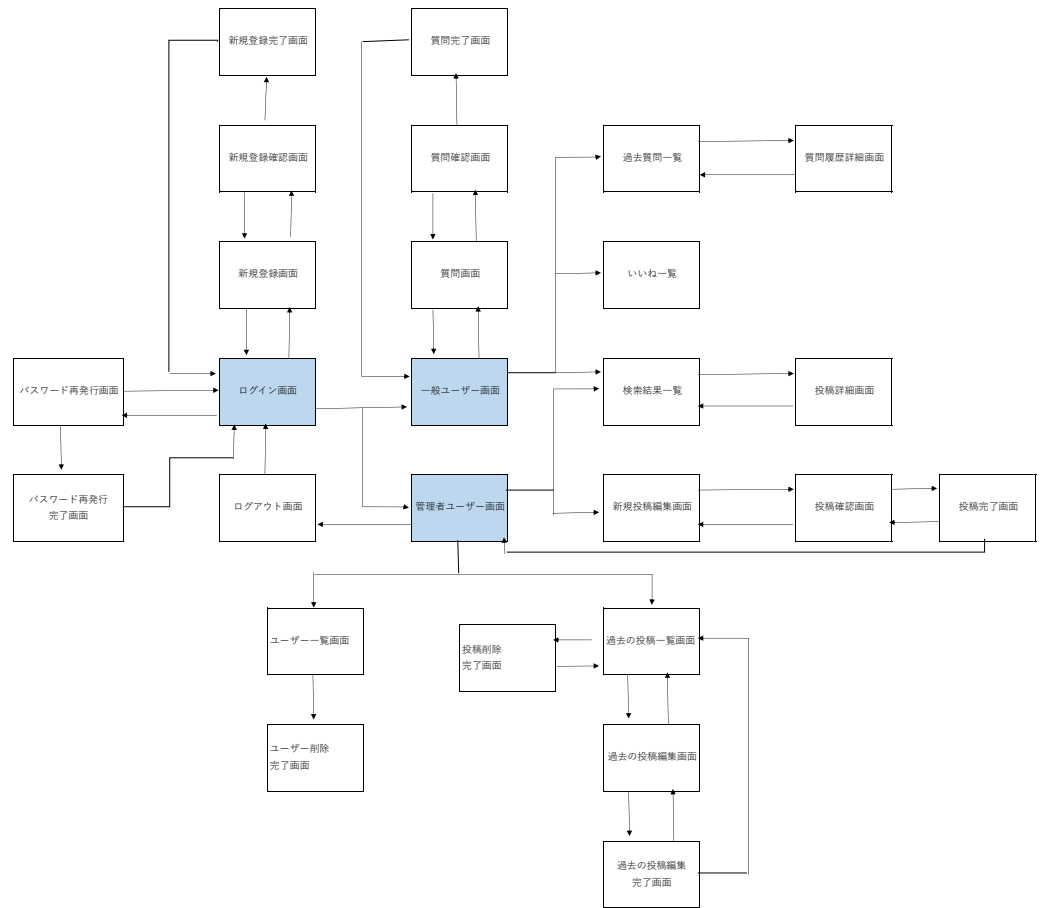 新規登録完了画面
質問完了画面
新規登録確認画面
質問確認画面
過去質問一覧
質問履歴詳細画面
新規登録画面
質問画面
いいね一覧
パスワード再発行画面
ログイン画面
一般ユーザー画面
検索結果一覧
投稿詳細画面
パスワード再発行
完了画面
ログアウト画面
管理者ユーザー画面
新規投稿編集画面
投稿確認画面
投稿完了画面
ユーザー一覧画面
投稿削除
完了画面
過去の投稿一覧画面
ユーザー削除
完了画面
過去の投稿編集画面
過去の投稿編集
完了画面